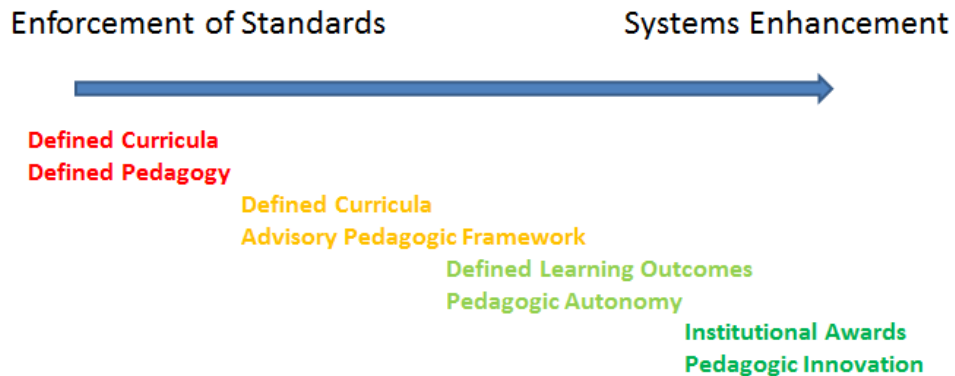 Enforcement of Standards
Systems Enhancement
Defined Curricula
Defined Pedagogy
Defined Curricula
Advisory Pedagogic Framework
Defined Learning Outcomes
Pedagogic Autonomy
Institutional Awards
Pedagogic Innovation